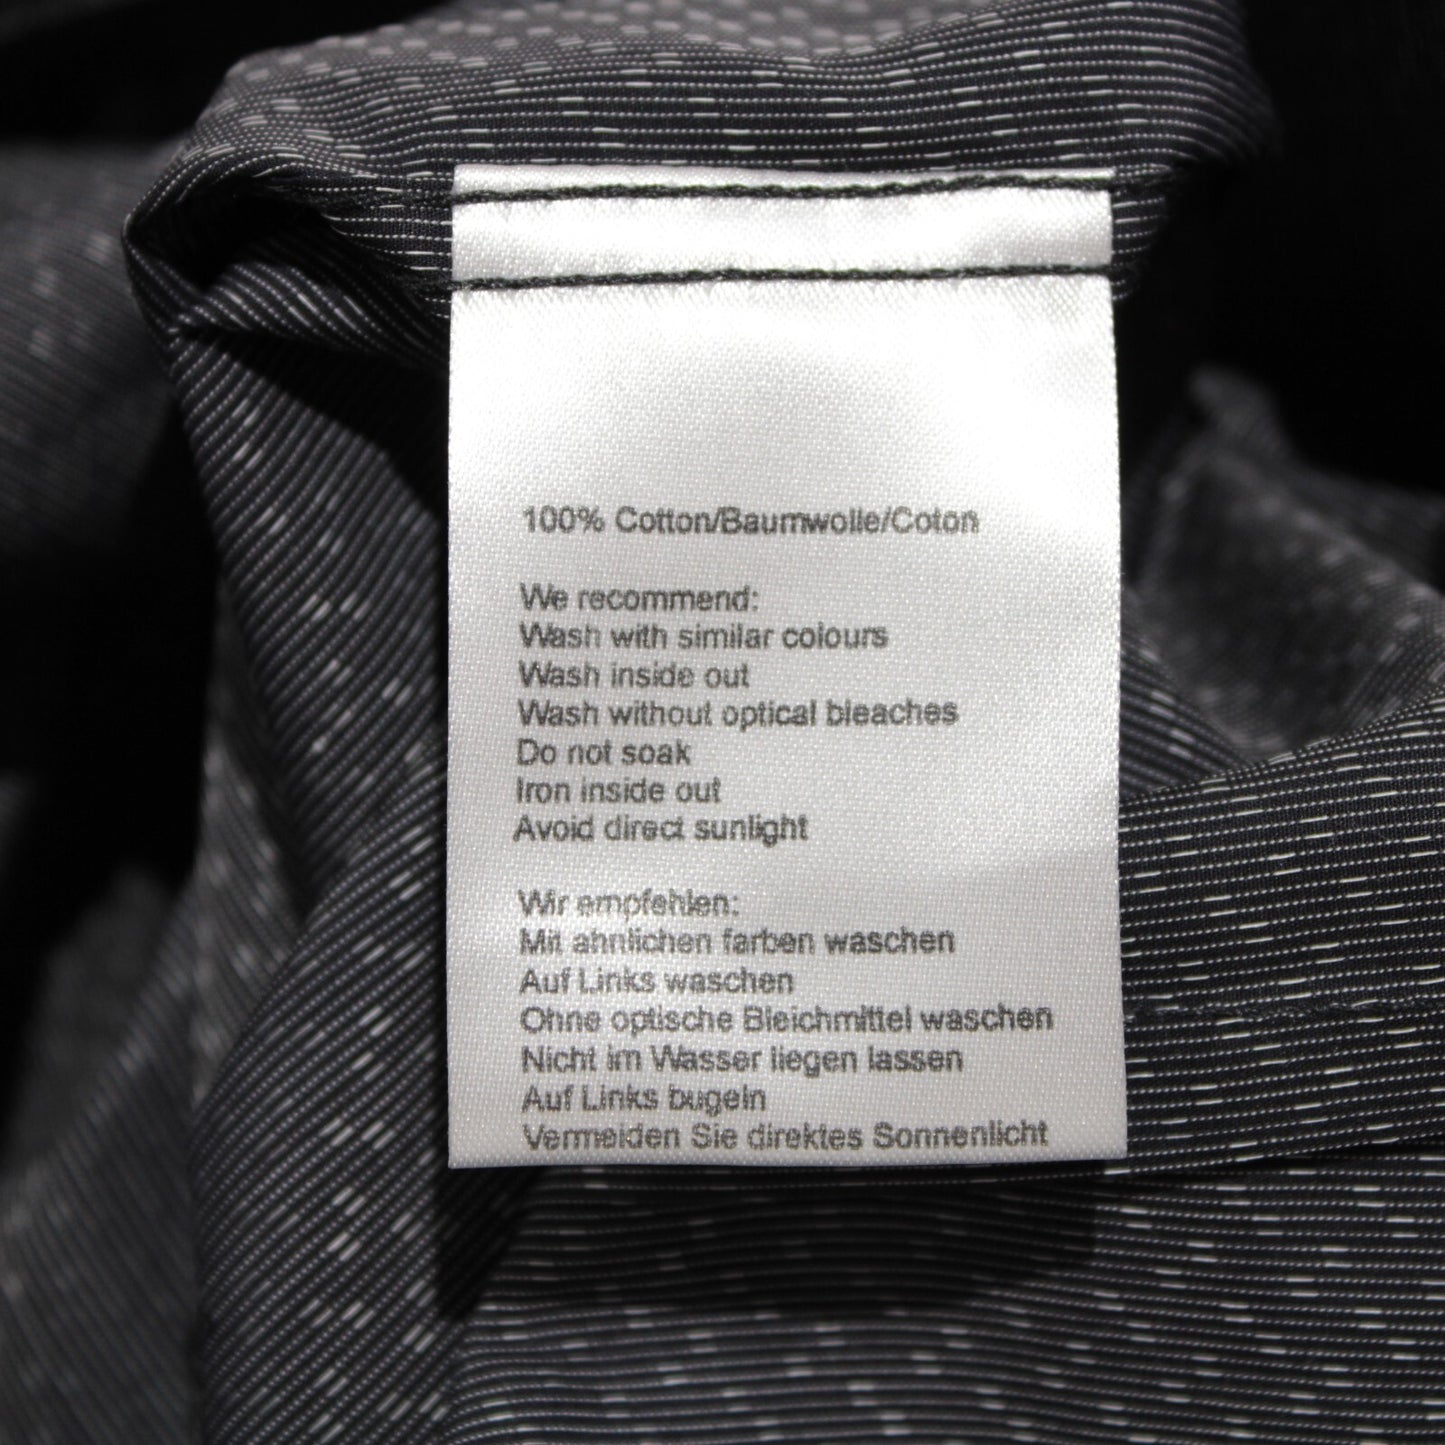 100% Cotton/Baumwolle/Coton
We recommend:
Wash with similar colours
Wash inside out
Wash without optical bleaches
Do not soak
Iron inside out
Avoid direct sunlight
Wir empfehlen:
Mit ahnlichen farben waschen
Auf Links waschen
Ohne optische Bleichmittel waschen
Nicht im Wasser liegen lassen
Auf Links bugeln
Vermeiden Sie direktes Sonnenlicht